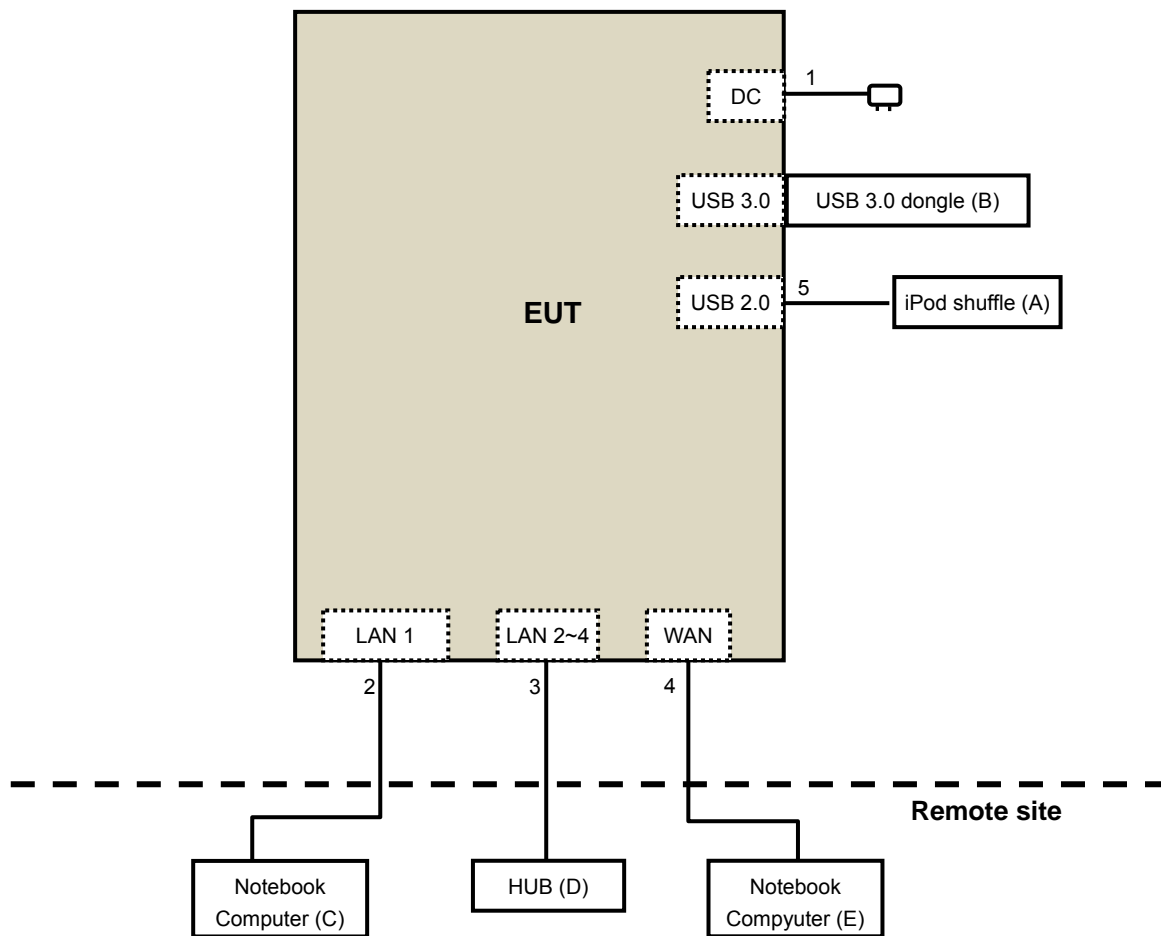 1
DC
USB 3.0
USB 3.0 dongle (B)
5
USB 2.0
iPod shuffle (A)
EUT
LAN 1
LAN 2~4
WAN
2
3
4
Remote site
Notebook
Computer (C)
HUB (D)
Notebook
Compyuter (E)